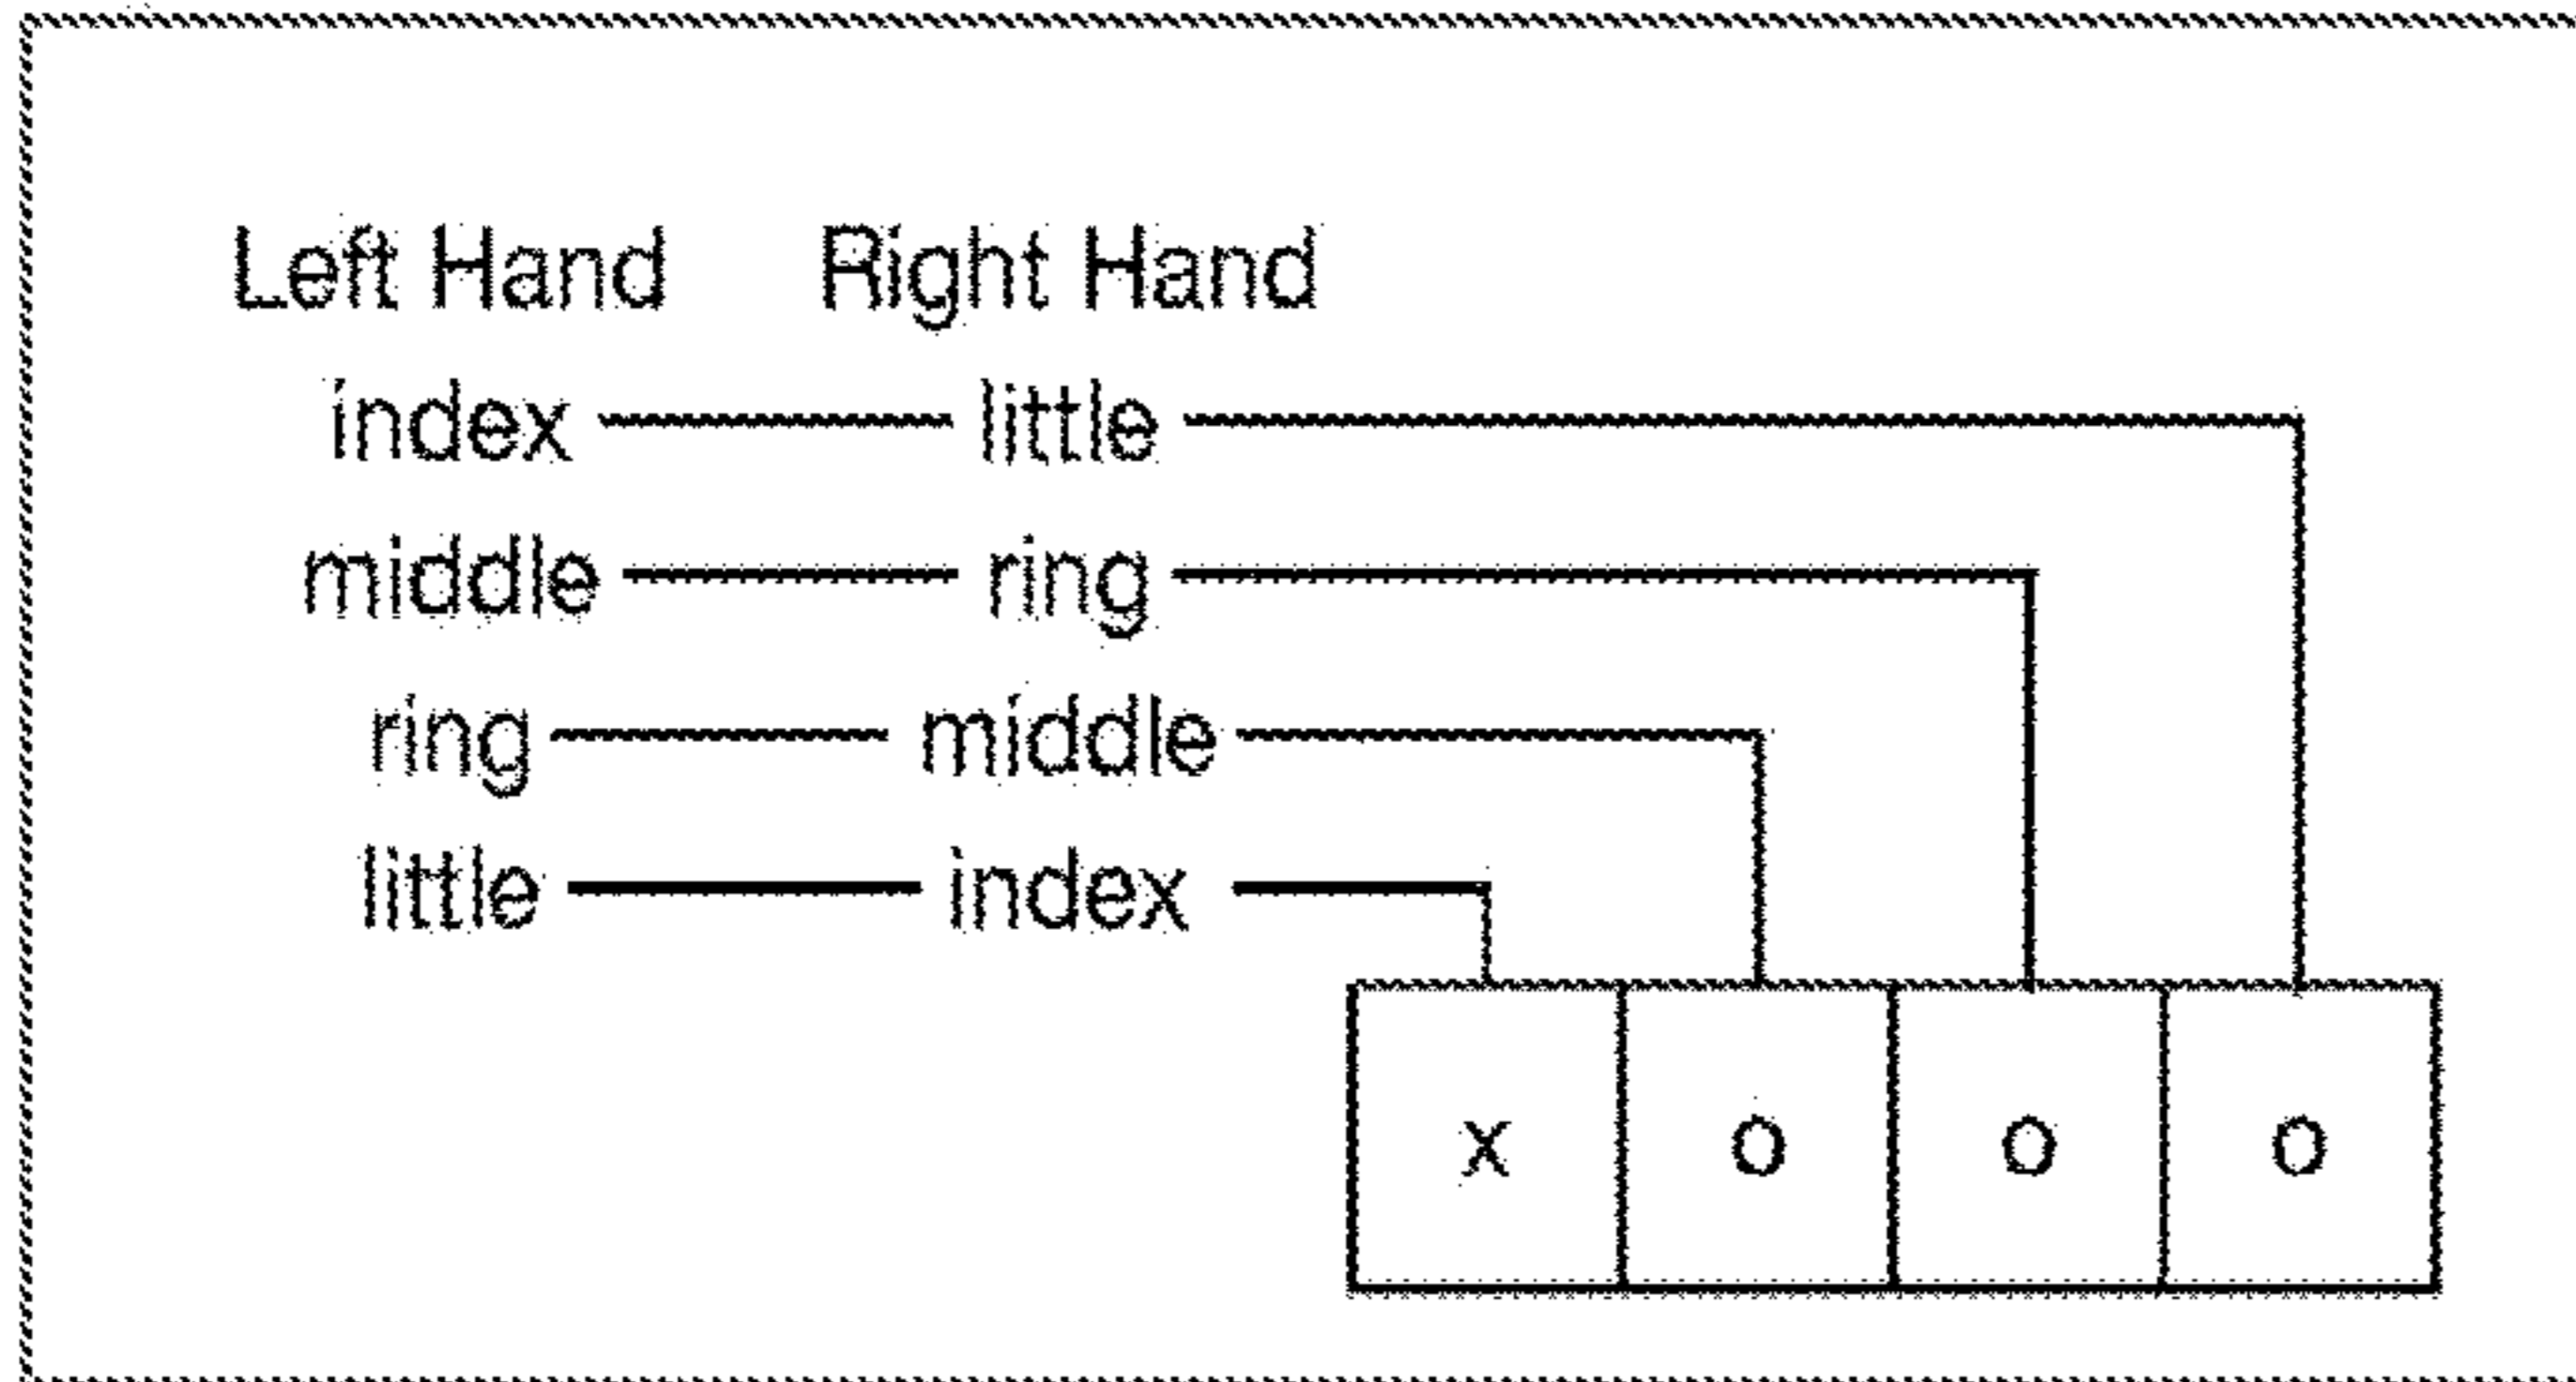 Left Hand Right Hand
index little
middle ring
ring middle
little index
x o o o